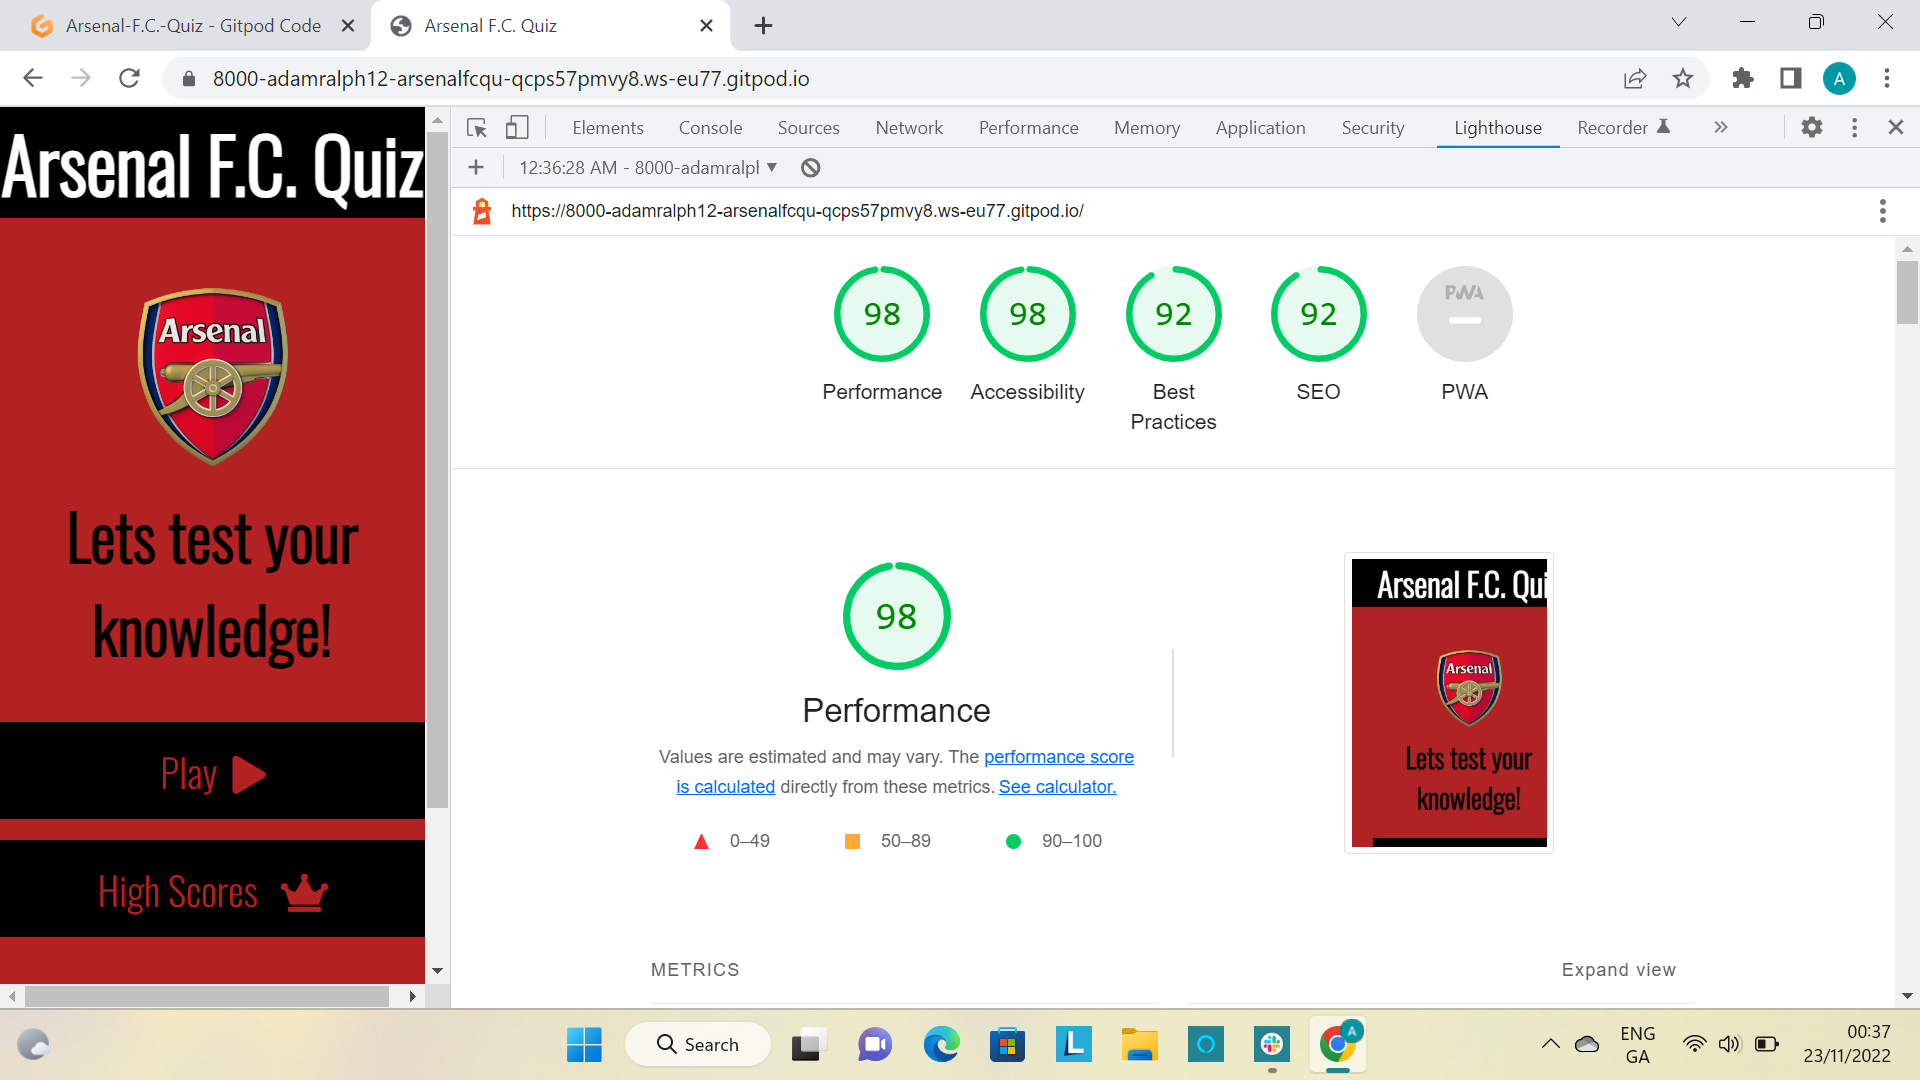 Arsenal-F.C.-Quiz - Gitpod Code
Arsenal F.C. Quiz
8000-adamralph12-arsenalfcqu-qcps57pmvy8.ws-eu77.gitpod.io
A
Arsenal F.C. Quiz
Arsenal
Lets test your
knowledge!
Play
High Scores
Elements Console Sources Network Performance Memory Application Security Lighthouse Recorder
12:36:28 AM - 8000-adamralpl
https://8000-adamralph12-arsenalfcqu-qcps57pmvy8.ws-eu77.gitpod.io/
98 98 92 92 PWA
Performance Accessibility Best SEO PWA
Practices
98
Performance
Values are estimated and may vary. The performance score
is calculated directly from these metrics. See calculator.
0–49 50–89 90–100
Arsenal F.C. Qui
Arsenal
Lets test your
knowledge!
METRICS Expand view
Search
L
A
ENG
GA
00:37
23/11/2022